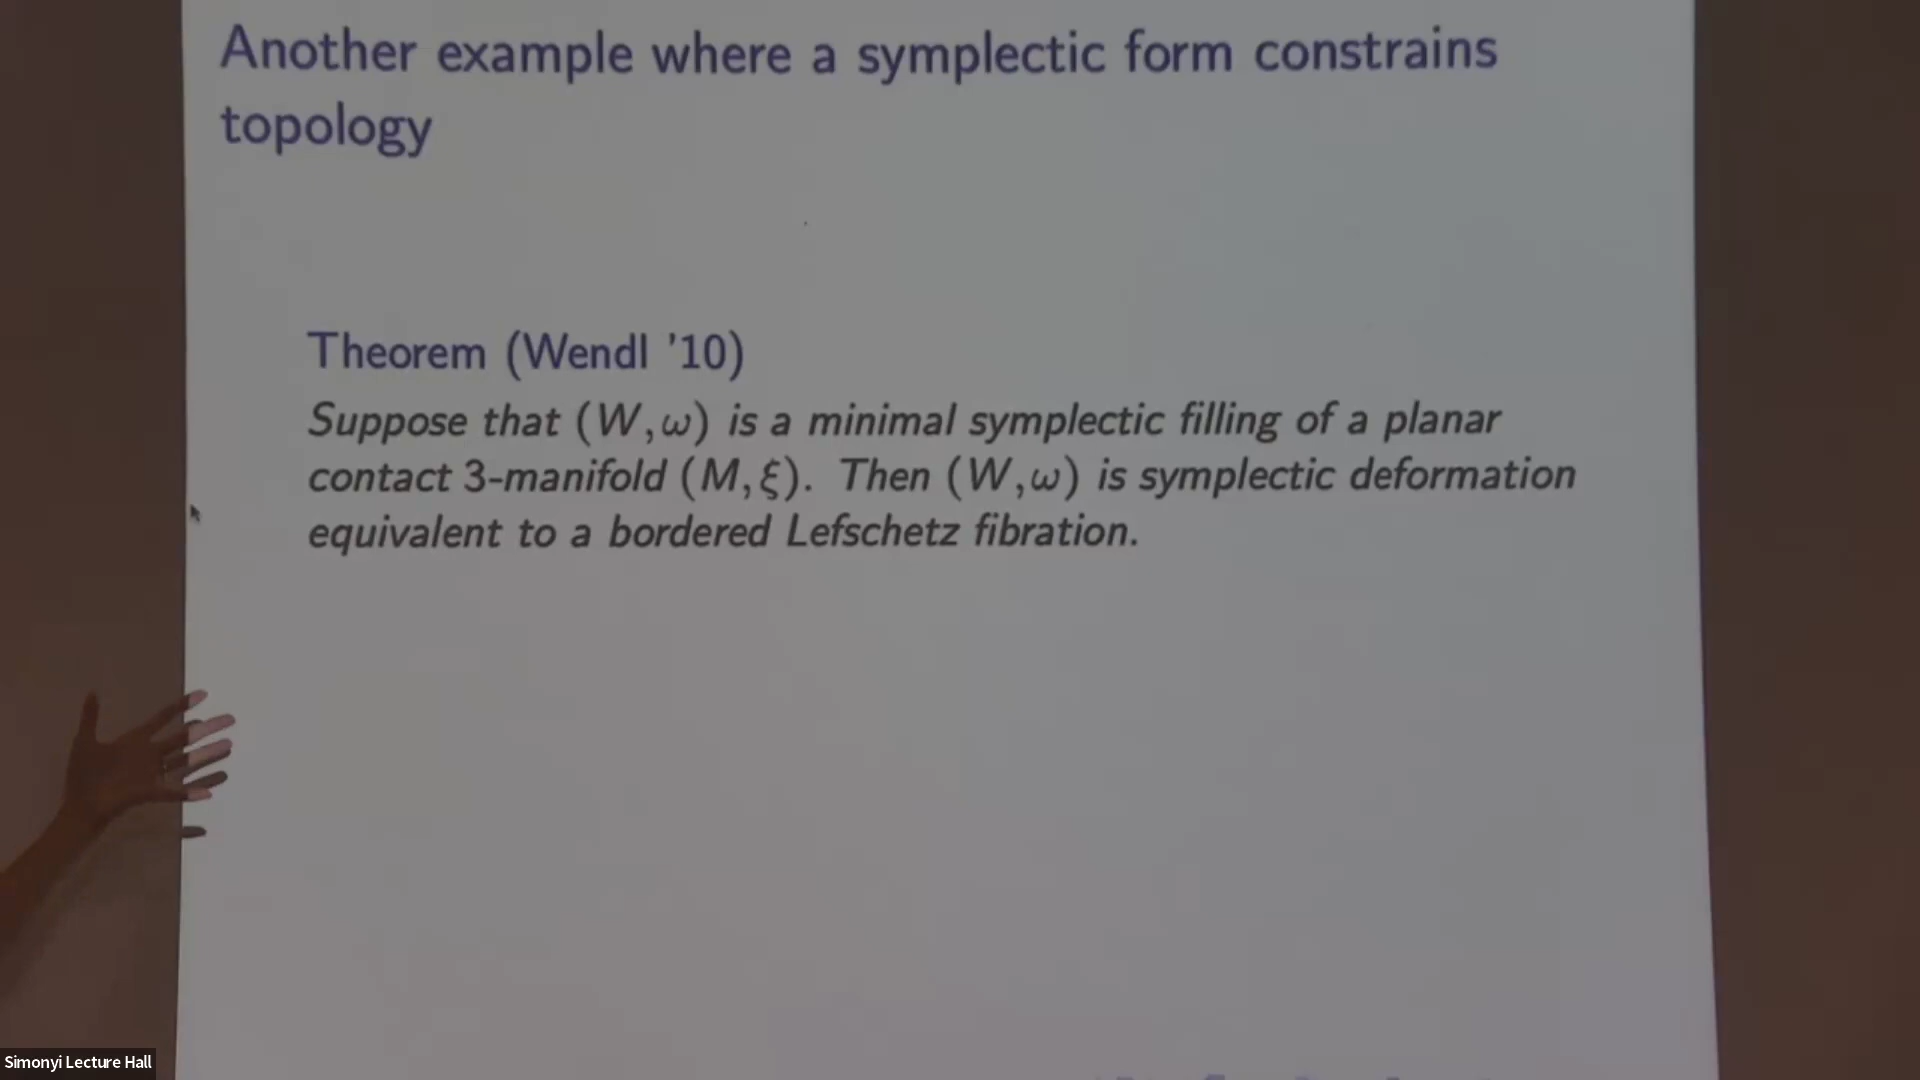 Another example where a symplectic form constrains
topology
Theorem (Wendl '10)
Suppose that (W,ω) is a minimal symplectic filling of a planar
contact 3-manifold (M,ξ). Then (W,ω) is symplectic deformation
equivalent to a bordered Lefschetz fibration.
Simonyi Lecture Hall